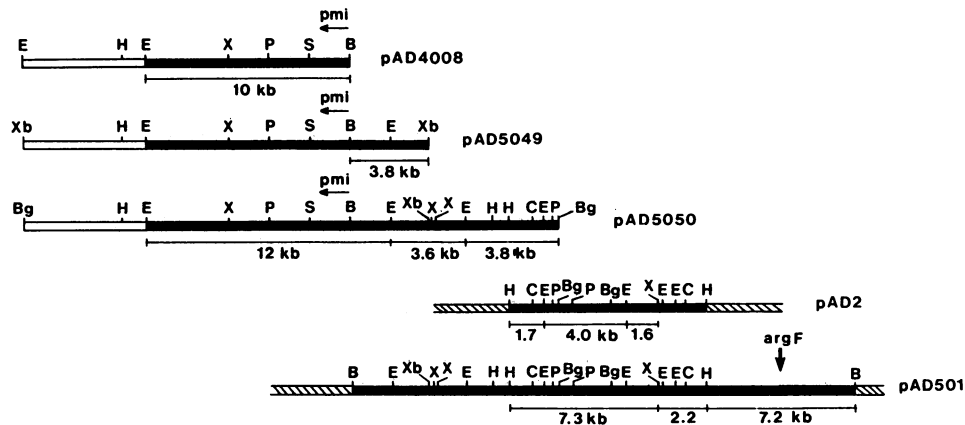 pmi
E H E X P S B pAD4008
10 kb
pmi
Xb H E X P S B E Xb pAD5049
3.8 kb
pmi
Bg H E X P S B E Xb X X E H H C E P Bg pAD5050
12 kb 3.6 kb 3.8 kb
H C E P Bg P Bg E X E E C H pAD2
1.7 4.0 kb 1.6
argF
B E Xb X X E H H C E P Bg P Bg E X E E C H B pAD501
7.3 kb 2.2 7.2 kb